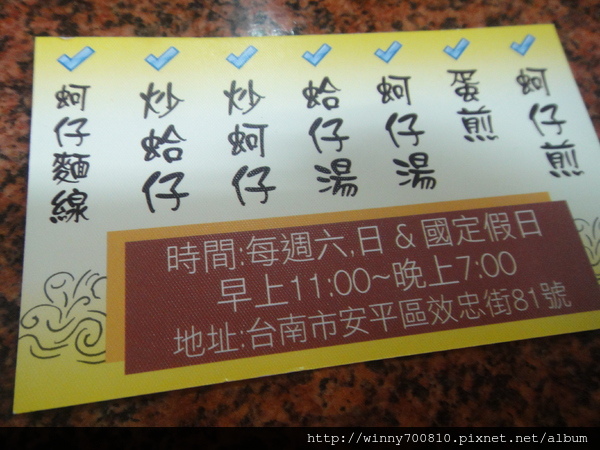 蚵仔煎
蛋煎
蚵仔湯
蛤仔湯
炒蚵仔
炒蛤仔
蚵仔麵線
時間:每週六,日 & 國定假日
早上11:00~晚上7:00
地址:台南市安平區效忠街81號
http://winny700810.pixnet.net/album